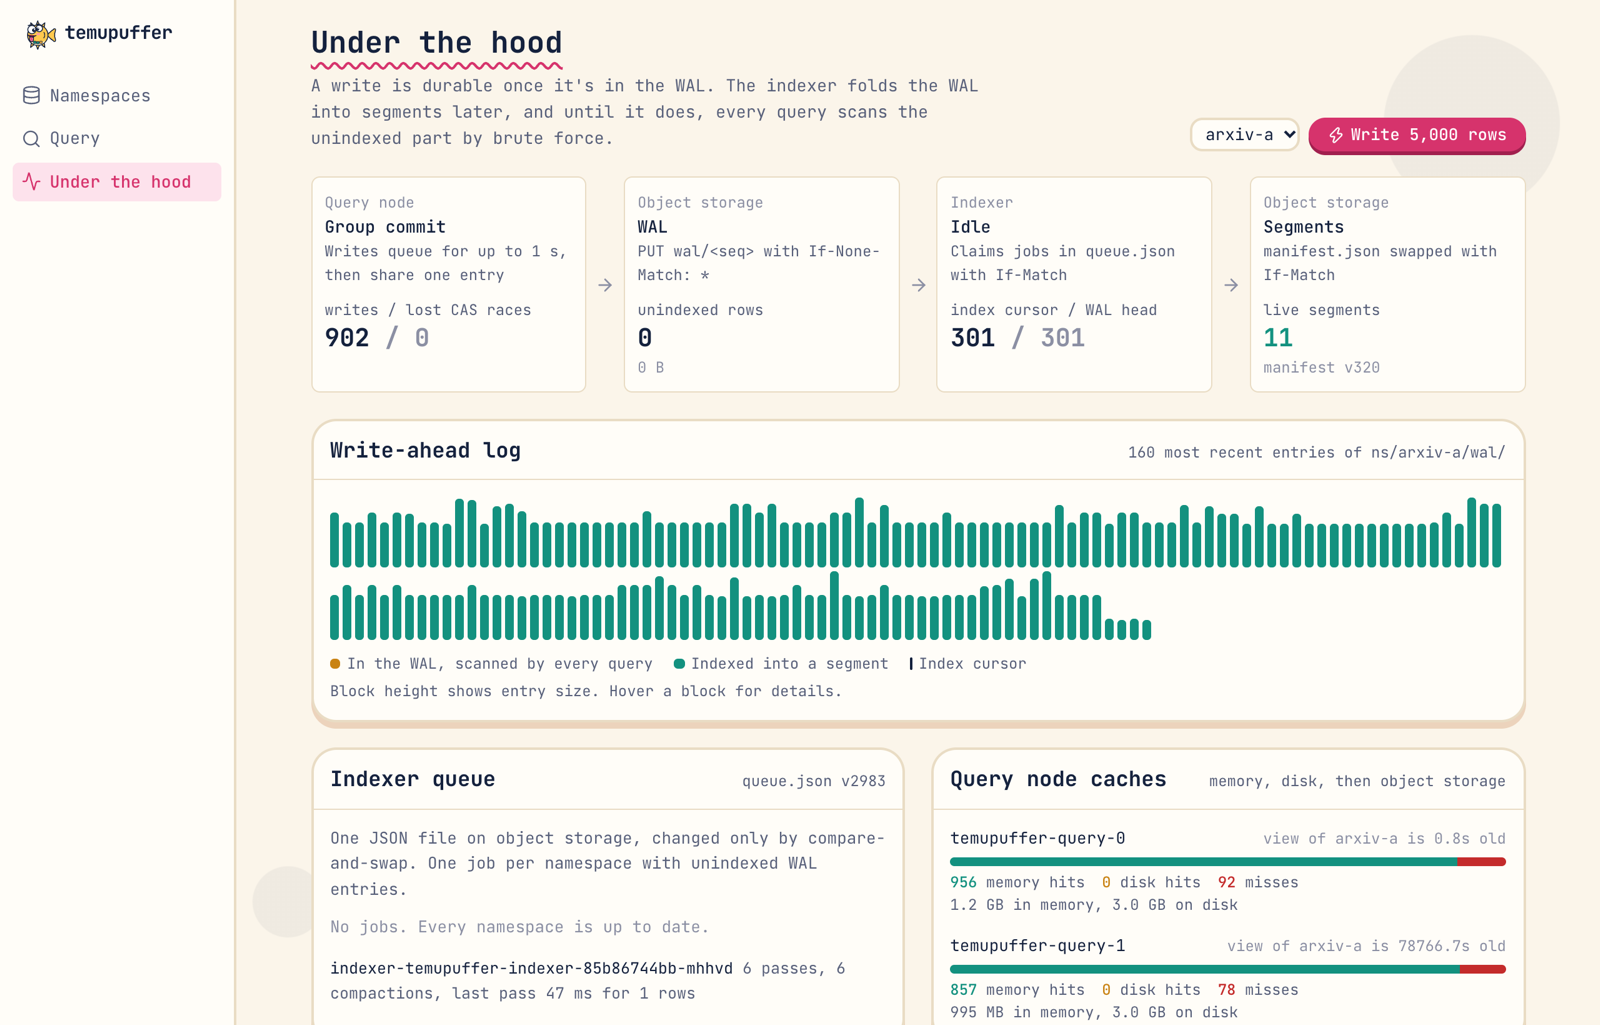 temupuffer
Namespaces
Query
Under the hood
Under the hood
A write is durable once it's in the WAL. The indexer folds the WAL
into segments later, and until it does, every query scans the
unindexed part by brute force.
arxiv-a
Write 5,000 rows
Query node
Group commit
Writes queue for up to 1 s,
then share one entry
writes / lost CAS races
902 / 0
Object storage
WAL
PUT wal/<seq> with If-None-
Match: *
unindexed rows
0
0 B
Indexer
Idle
Claims jobs in queue.json
with If-Match
index cursor / WAL head
301 / 301
Object storage
Segments
manifest.json swapped with
If-Match
live segments
11
manifest v320
Write-ahead log
160 most recent entries of ns/arxiv-a/wal/
In the WAL, scanned by every query
Indexed into a segment
Index cursor
Block height shows entry size. Hover a block for details.
Indexer queue
queue.json v2983
One JSON file on object storage, changed only by compare-
and-swap. One job per namespace with unindexed WAL
entries.
No jobs. Every namespace is up to date.
indexer-temupuffer-indexer-85b86744bb-mhhvd 6 passes, 6
compactions, last pass 47 ms for 1 rows
Query node caches
memory, disk, then object storage
temupuffer-query-0
view of arxiv-a is 0.8s old
956 memory hits 0 disk hits 92 misses
1.2 GB in memory, 3.0 GB on disk
temupuffer-query-1
view of arxiv-a is 78766.7s old
857 memory hits 0 disk hits 78 misses
995 MB in memory, 3.0 GB on disk